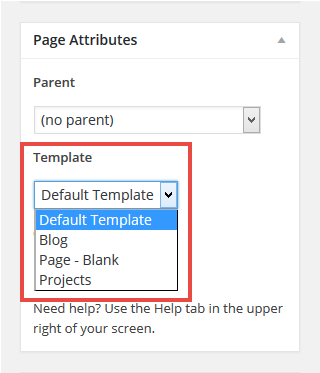 Page Attributes
Parent
(no parent)
Template
Default Template
Default Template
Blog
Page - Blank
Projects
Need help? Use the Help tab in the upper
right of your screen.